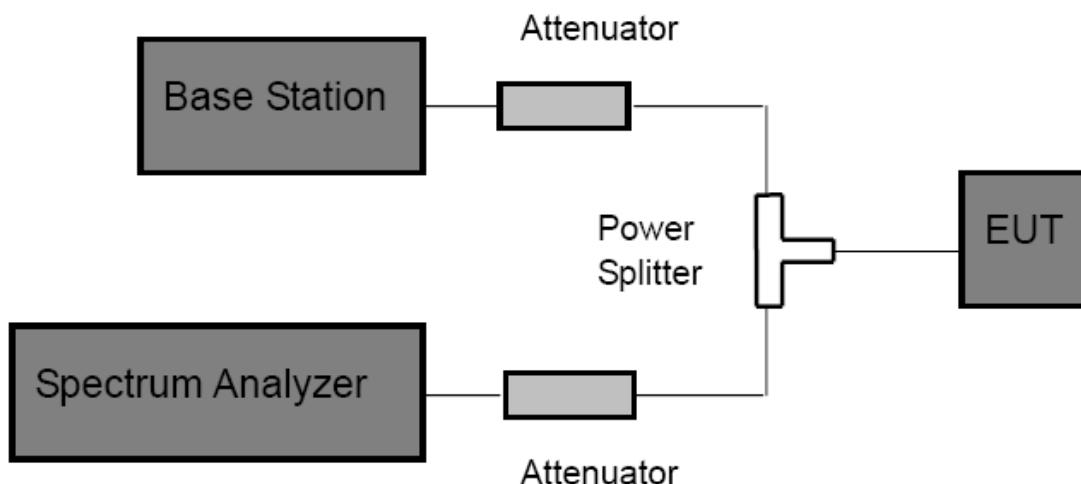 Attenuator
Base Station
Power
Splitter
EUT
Spectrum Analyzer
Attenuator